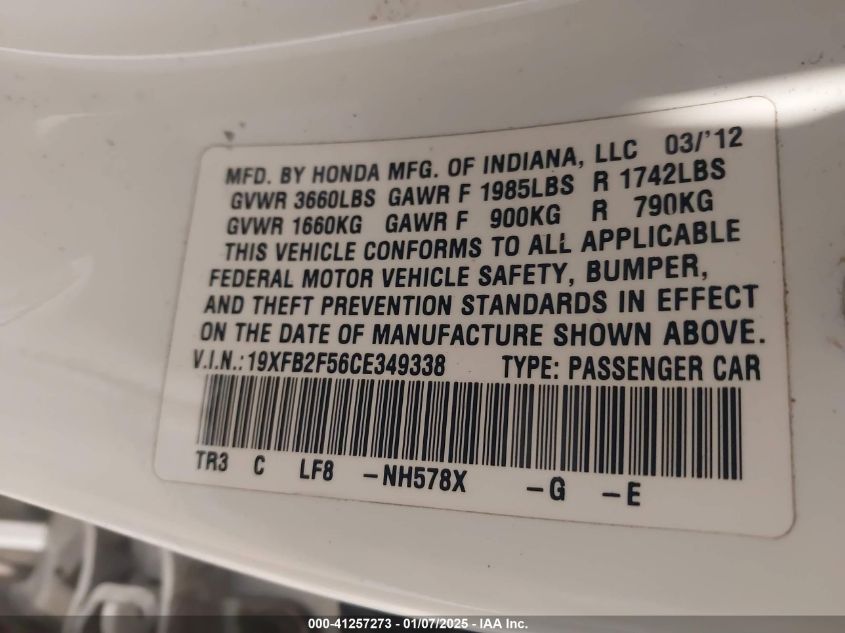 MFD. BY HONDA MFG. OF INDIANA, LLC 03/'12
GVWR 3660LBS GAWR F 1985LBS R 1742LBS
GVWR 1660KG GAWR F 900KG R 790KG
THIS VEHICLE CONFORMS TO ALL APPLICABLE
FEDERAL MOTOR VEHICLE SAFETY, BUMPER,
AND THEFT PREVENTION STANDARDS IN EFFECT
ON THE DATE OF MANUFACTURE SHOWN ABOVE.
V.I.N.:19XFB2F56CE349338 TYPE: PASSENGER CAR
TR3 C LF8 -NH578X -G -E
Stock - 41257273 - 01/07/2025 - IAA Inc.